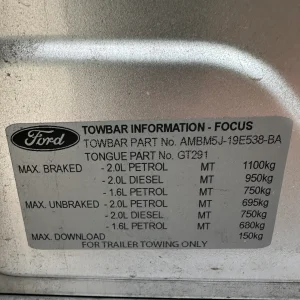 Ford
TOWBAR INFORMATION - FOCUS
TOWBAR PART No. AMBM5J-19E538-BA
TONGUE PART No. GT291
MAX. BRAKED - 2.0L PETROL MT 1100kg
- 2.0L DIESEL MT 950kg
- 1.6L PETROL MT 750kg
MAX. UNBRAKED - 2.0L PETROL MT 695kg
- 2.0L DIESEL MT 750kg
- 1.6L PETROL MT 680kg
MAX. DOWNLOAD 150kg
FOR TRAILER TOWING ONLY